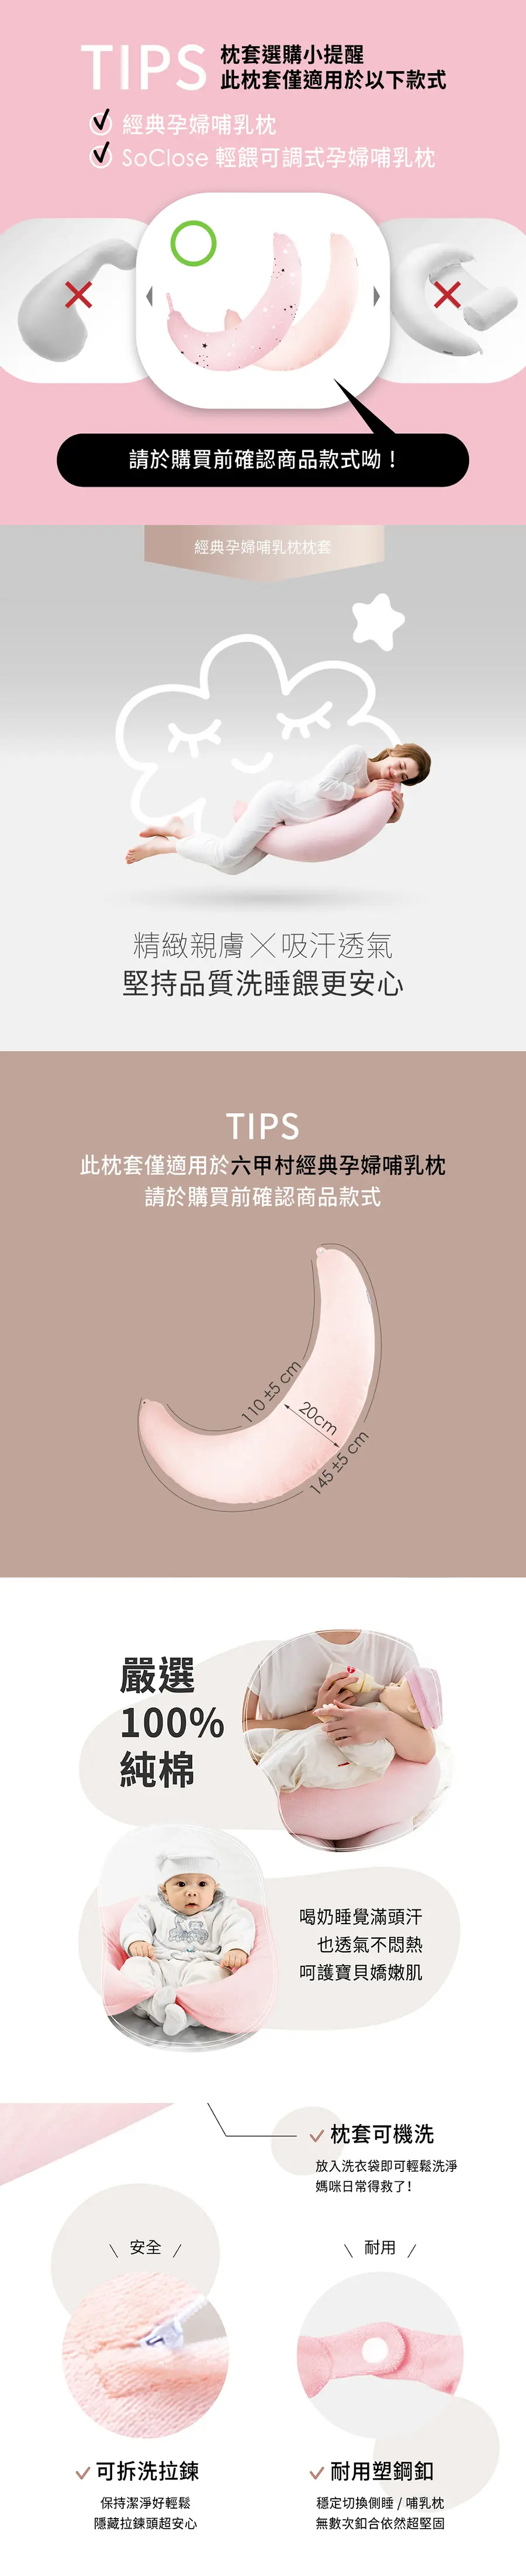 TIPS
枕套選購小提醒
此枕套僅適用於以下款式
經典孕婦哺乳枕
SoClose 輕餵可調式孕婦哺乳枕
請於購買前確認商品款式呦！
經典孕婦哺乳枕枕套
精緻親膚╳吸汗透氣
堅持品質洗睡餵更安心
TIPS
此枕套僅適用於六甲村經典孕婦哺乳枕
請於購買前確認商品款式
110 ±5 cm
20cm
145 ±5 cm
嚴選
100%
純棉
喝奶睡覺滿頭汗
也透氣不悶熱
呵護寶貝嬌嫩肌
枕套可機洗
放入洗衣袋即可輕鬆洗淨
媽咪日常得救了!
安全
耐用
可拆洗拉鍊
保持潔淨好輕鬆
隱藏拉鍊頭超安心
耐用塑鋼釦
穩定切換側睡 / 哺乳枕
無數次釦合依然超堅固